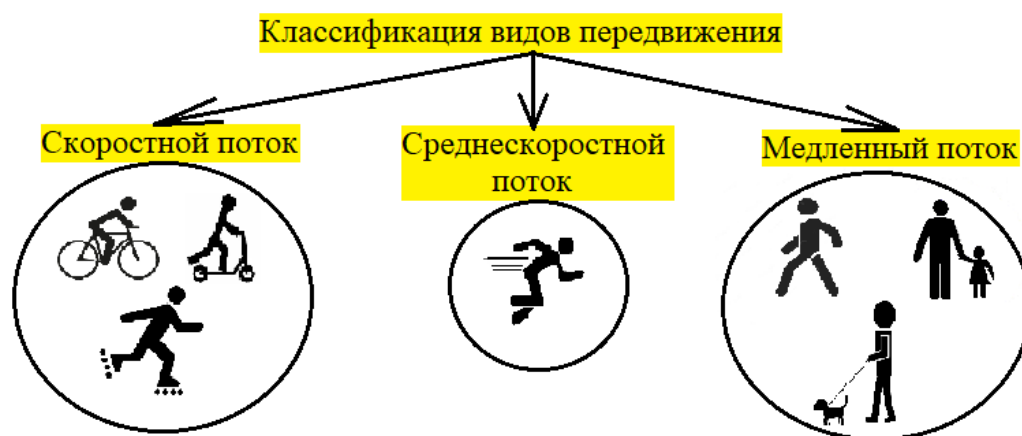 Классификация видов передвижения
Скоростной поток
Среднескоростной
поток
Медленный поток